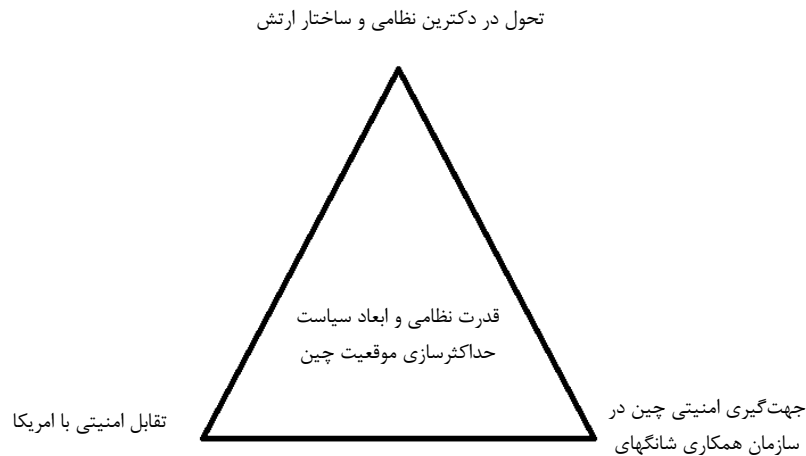 تحول در دکترین نظامی و ساختار ارتش
قدرت نظامی و ابعاد سیاست
حداکثرسازی موقعیت چین
جهت‌گیری امنیتی چین در
سازمان همکاری شانگهای
تقابل امنیتی با امریکا